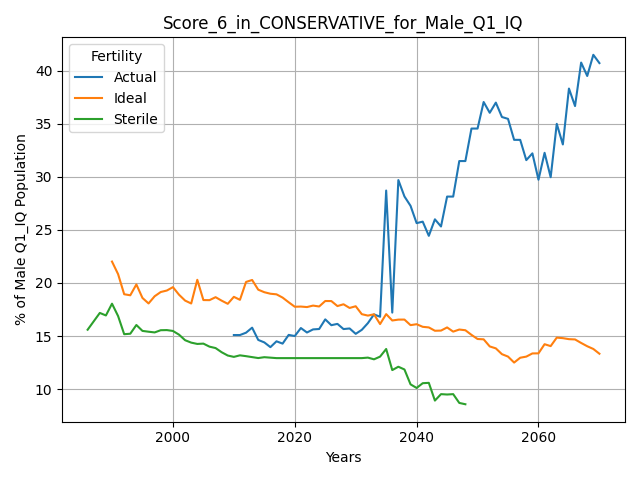 Score_6_in_CONSERVATIVE_for_Male_Q1_IQ
Fertility
Actual
Ideal
Sterile
% of Male Q1_IQ Population
40
35
30
25
20
15
10
2000
2020
2040
2060
Years